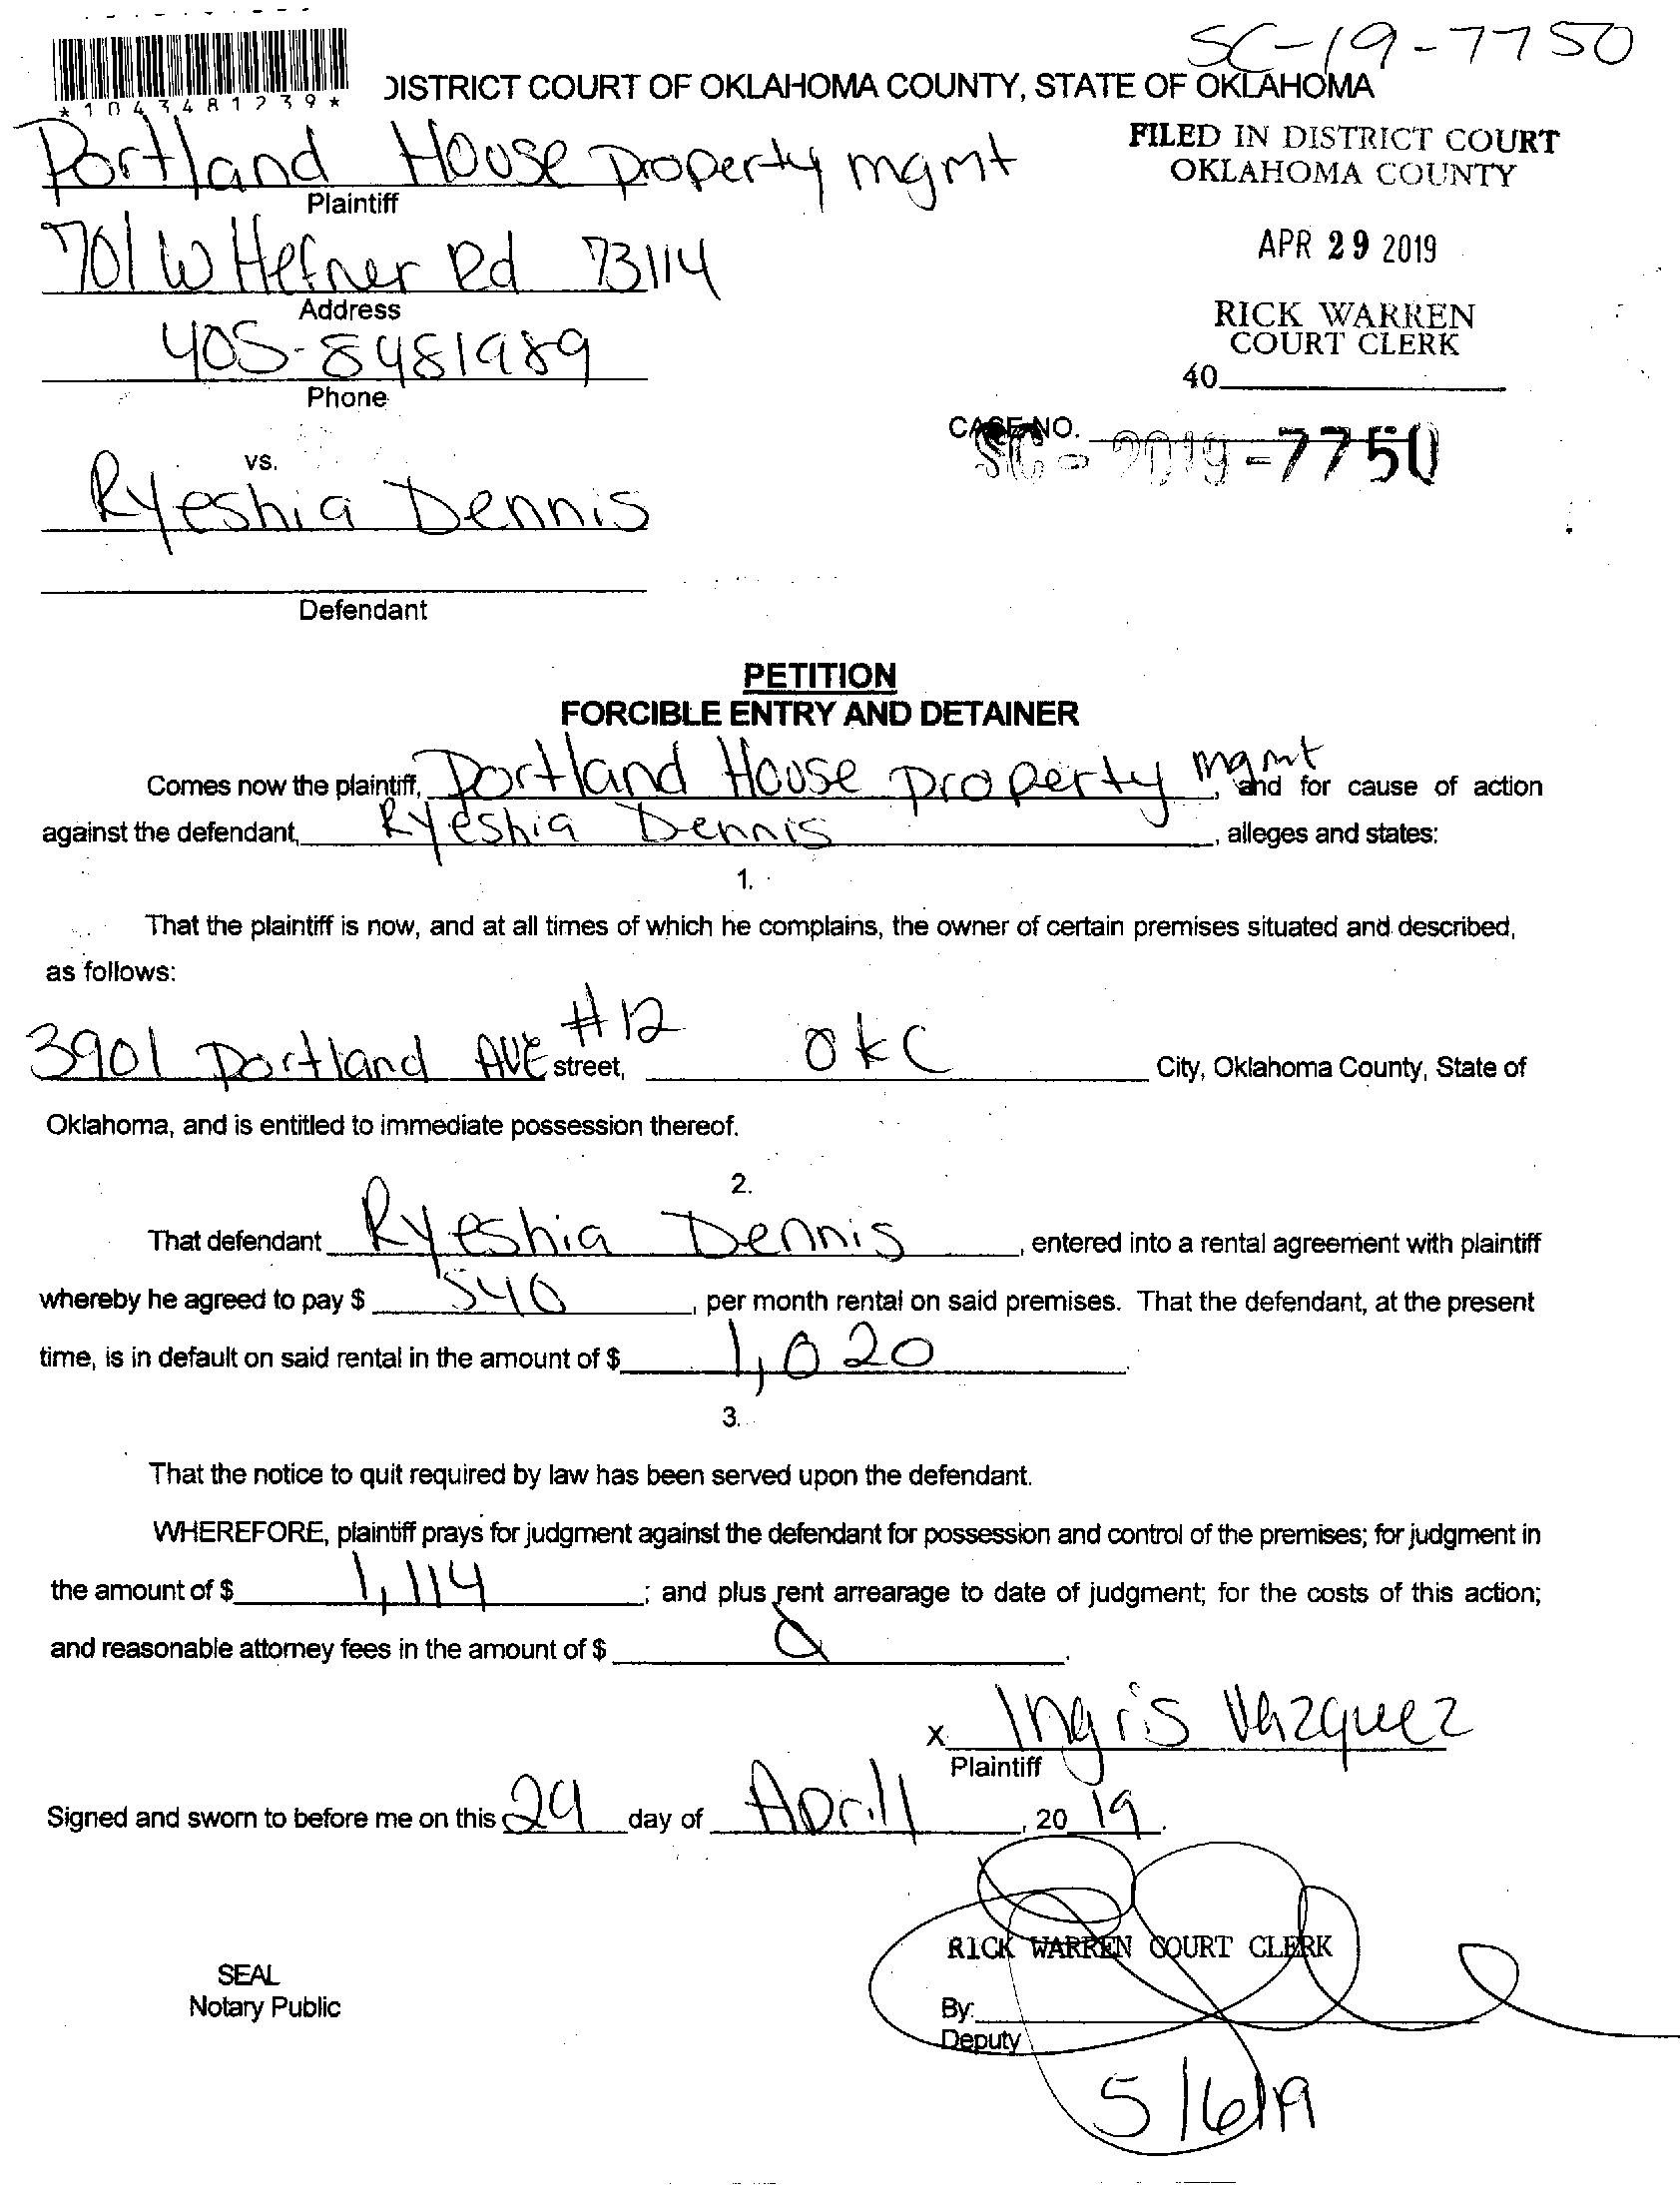 SC-19-7750
*1043481239*
DISTRICT COURT OF OKLAHOMA COUNTY, STATE OF OKLAHOMA
Portland House property mgmt
Plaintiff
FILED IN DISTRICT COURT
OKLAHOMA COUNTY
701 W Hefner Rd 73114
Address
APR 29 2019
405-8481989
Phone
RICK WARREN
COURT CLERK
40
CASE NO. SC-2019-7750
vs.
Ryeshia Dennis
Defendant
PETITION
FORCIBLE ENTRY AND DETAINER
Comes now the plaintiff, Portland House property mgmt, and for cause of action
against the defendant, Ryeshia Dennis, alleges and states:
1.
That the plaintiff is now, and at all times of which he complains, the owner of certain premises situated and described,
as follows:
3901 Portland AVE #12 street, OKC City, Oklahoma County, State of
Oklahoma, and is entitled to immediate possession thereof.
2.
That defendant Ryeshia Dennis, entered into a rental agreement with plaintiff
whereby he agreed to pay $ 540, per month rental on said premises. That the defendant, at the present
time, is in default on said rental in the amount of $ 1,020.
3.
That the notice to quit required by law has been served upon the defendant.
WHEREFORE, plaintiff prays for judgment against the defendant for possession and control of the premises; for judgment in
the amount of $ 1,114; and plus rent arrearage to date of judgment; for the costs of this action;
and reasonable attorney fees in the amount of $
x Ingris Vazquez
Plaintiff
Signed and sworn to before me on this 29 day of Aprill, 20 19.
RICK WARREN COURT CLERK
SEAL
Notary Public
By:
Deputy
5/6/19